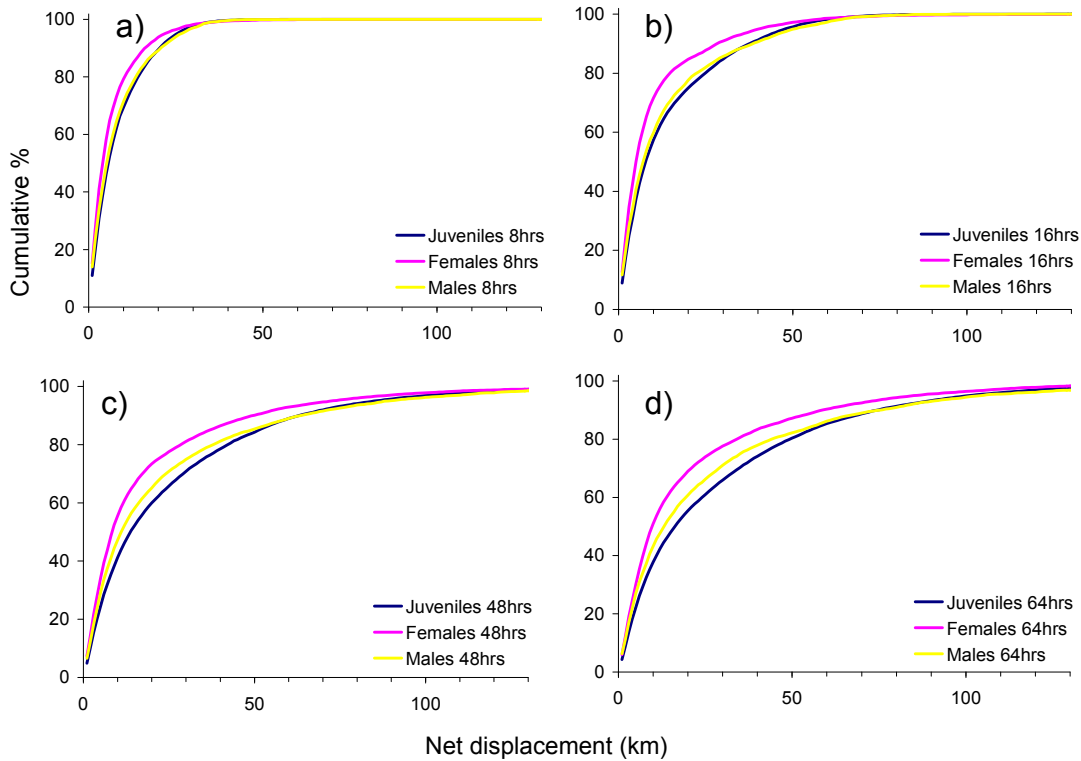 a)
100
80
60
40
20
0
0 50 100
Juveniles 8hrs
Females 8hrs
Males 8hrs
b)
100
80
60
40
20
0
0 50 100
Juveniles 16hrs
Females 16hrs
Males 16hrs
c)
100
80
60
40
20
0
0 50 100
Juveniles 48hrs
Females 48hrs
Males 48hrs
d)
100
80
60
40
20
0
0 50 100
Juveniles 64hrs
Females 64hrs
Males 64hrs
Cumulative %
Net displacement (km)